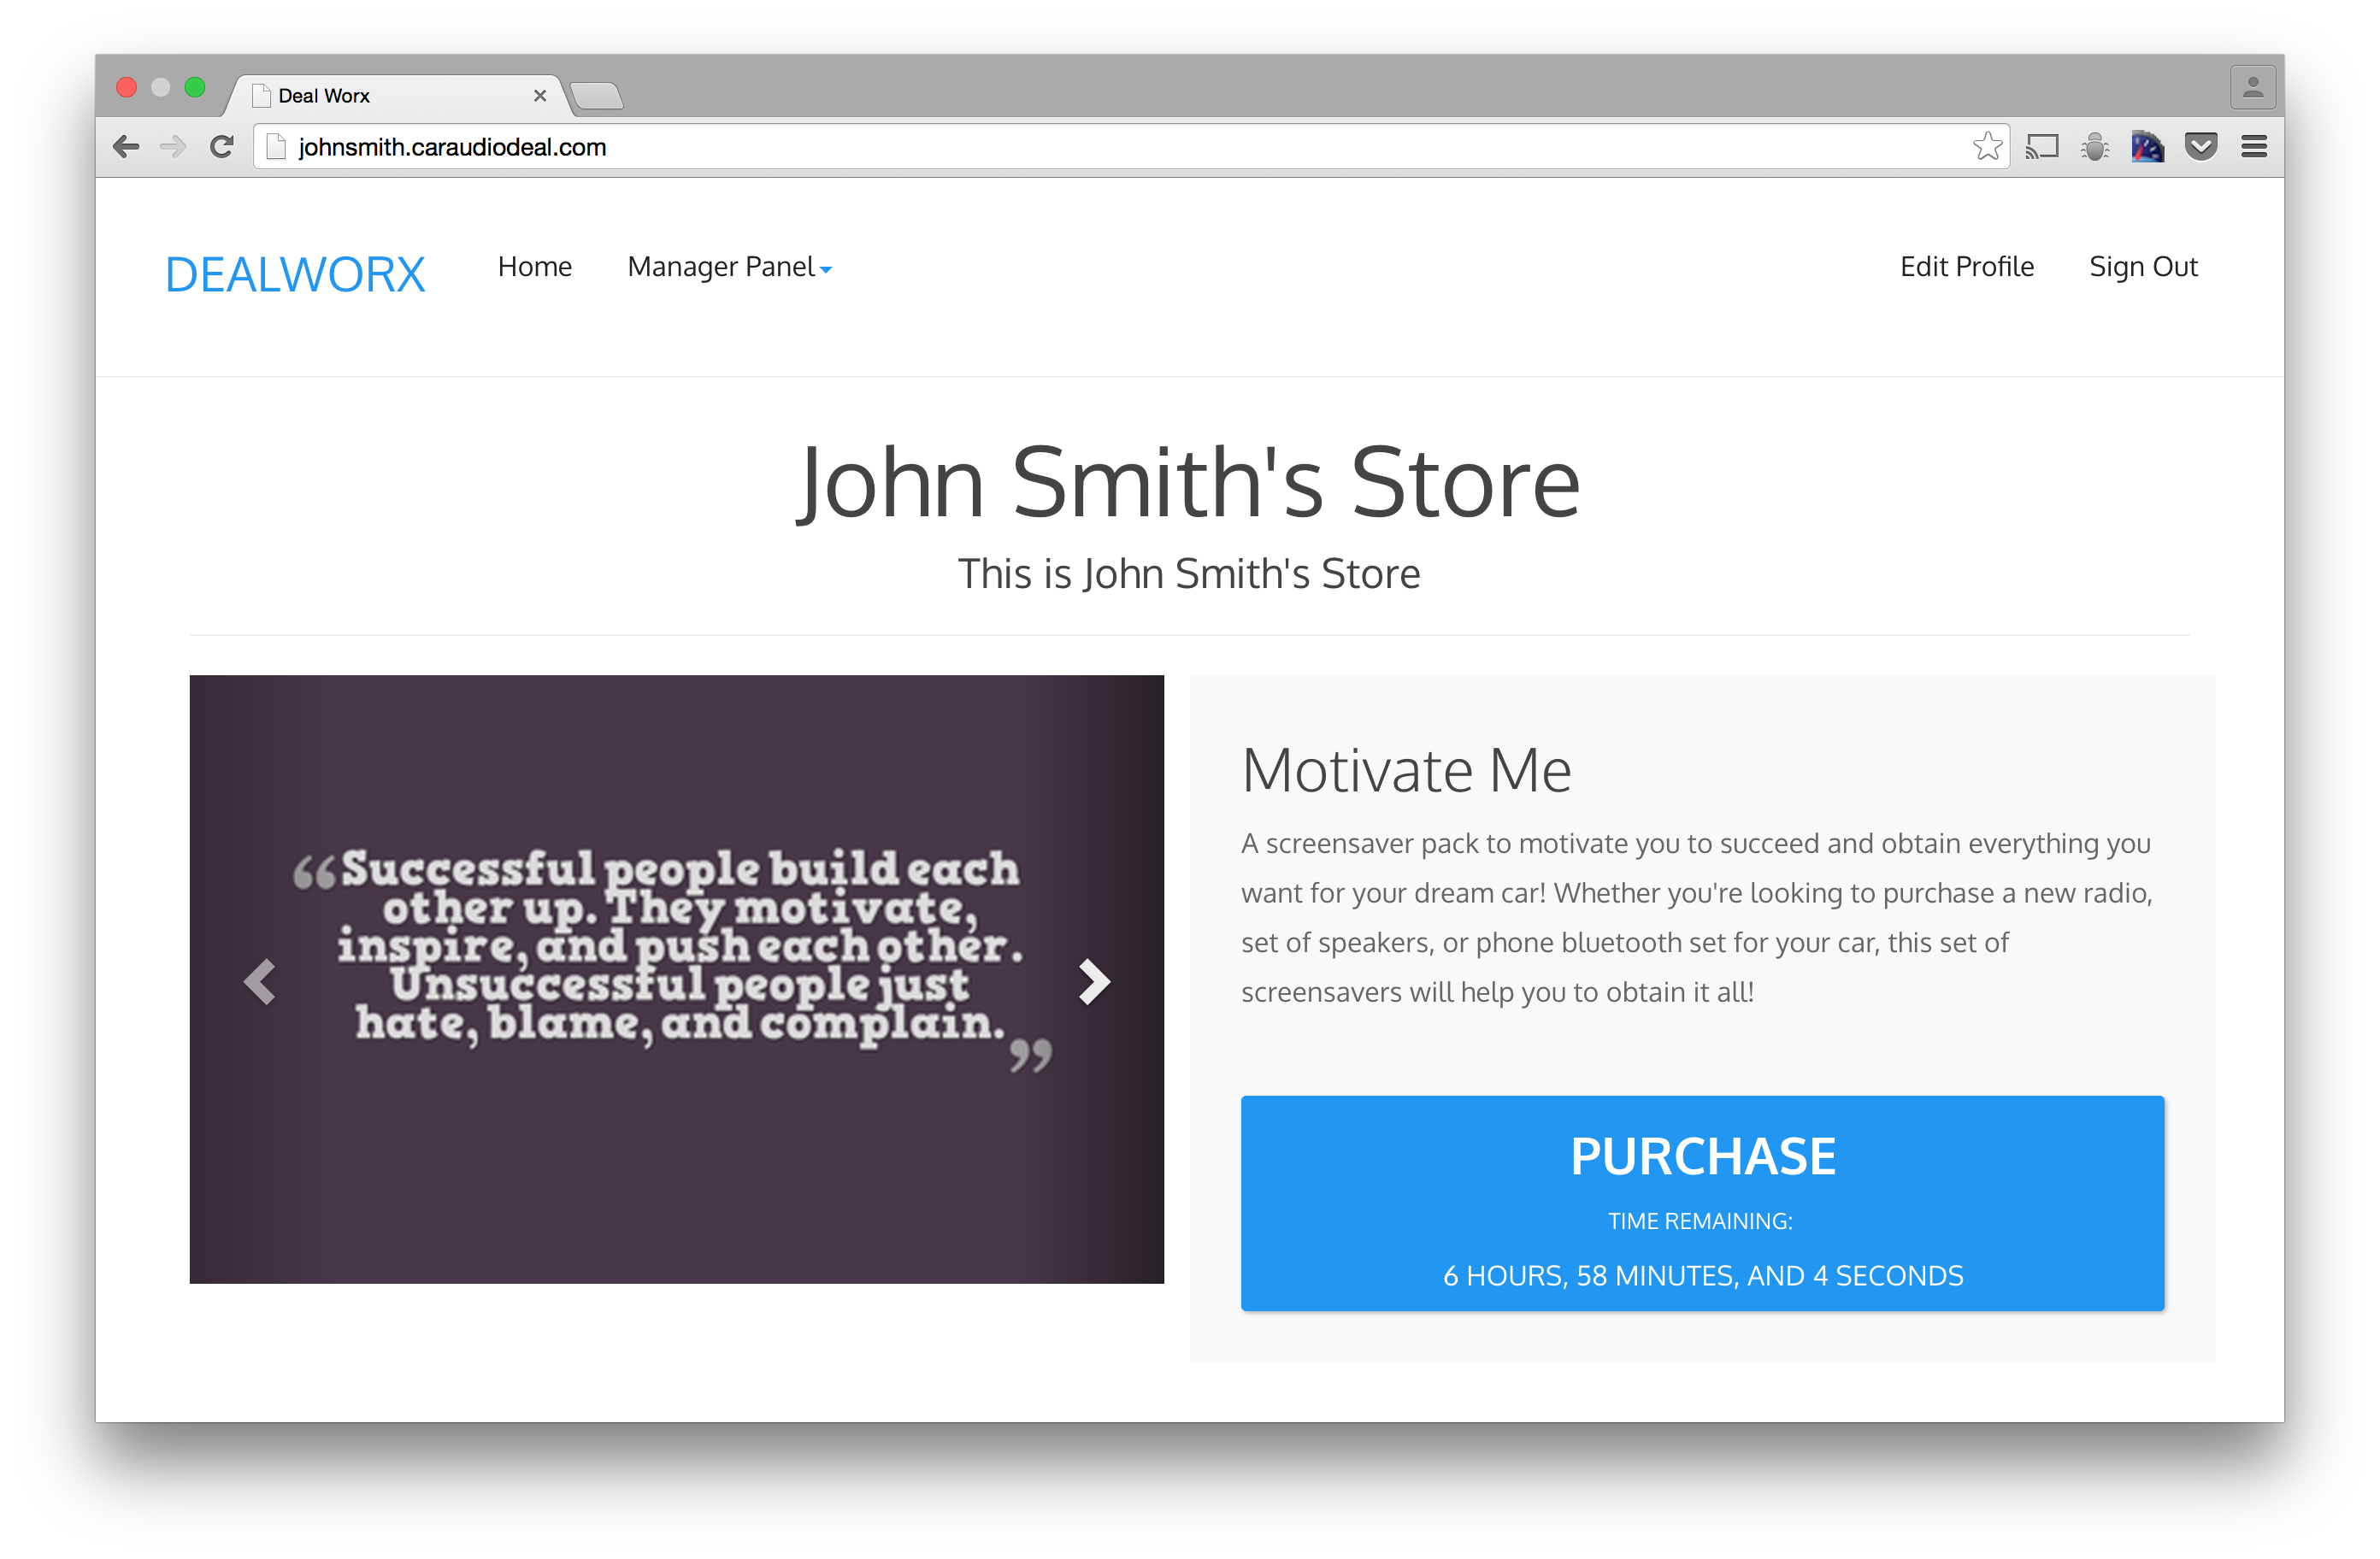 Deal Worx
johnsmith.caraudiodeal.com
DEALWORX
Home
Manager Panel
Edit Profile
Sign Out
John Smith's Store
This is John Smith's Store
“Successful people build each
other up. They motivate,
inspire, and push each other.
Unsuccessful people just
hate, blame, and complain.”
Motivate Me
A screensaver pack to motivate you to succeed and obtain everything you
want for your dream car! Whether you're looking to purchase a new radio,
set of speakers, or phone bluetooth set for your car, this set of
screensavers will help you to obtain it all!
PURCHASE
TIME REMAINING:
6 HOURS, 58 MINUTES, AND 4 SECONDS